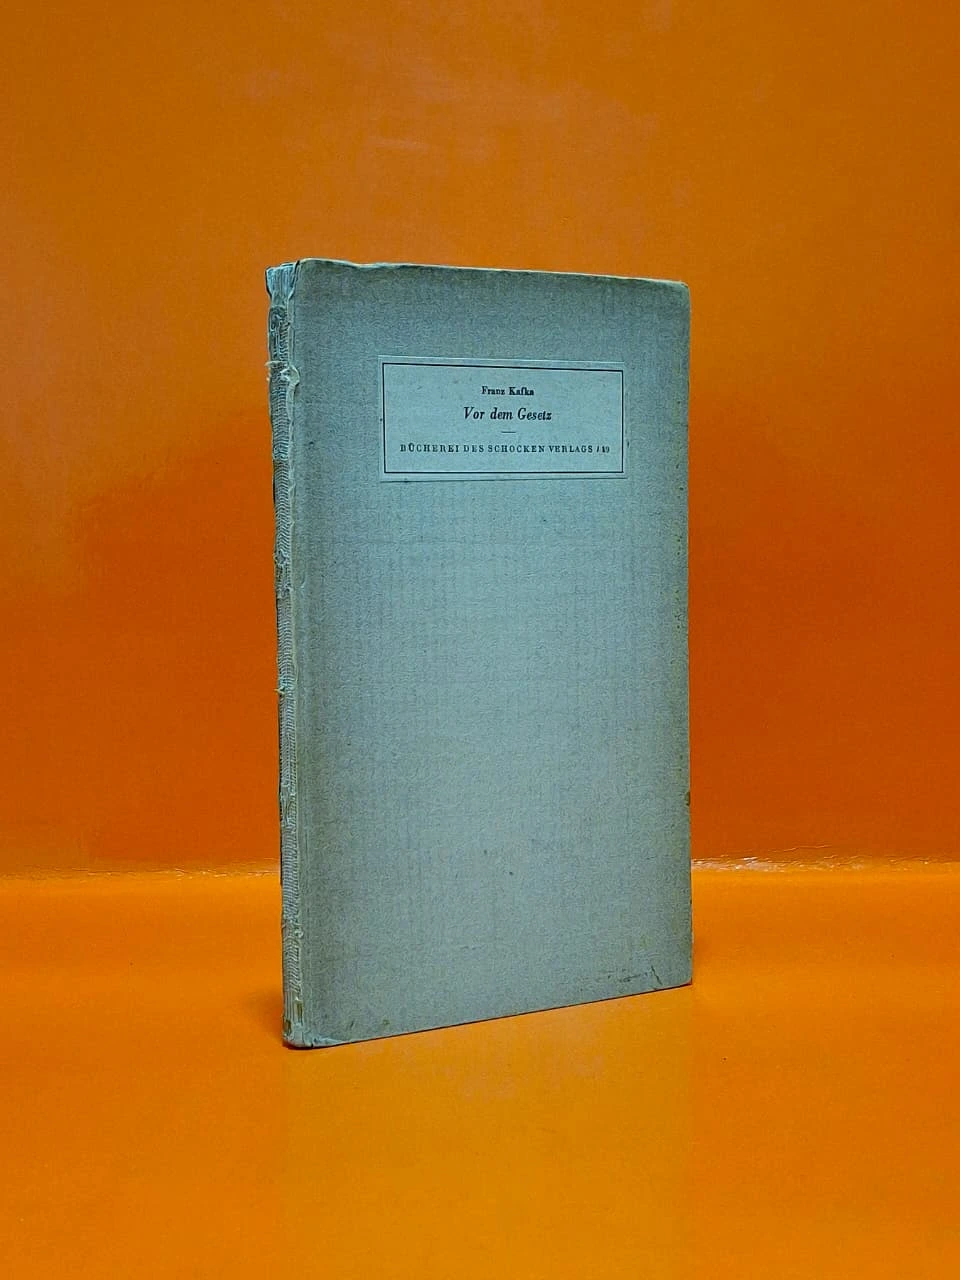 Franz Kafka
Vor dem Gesetz
BÜCHEREI DES SCHOCKEN VERLAGS / 19